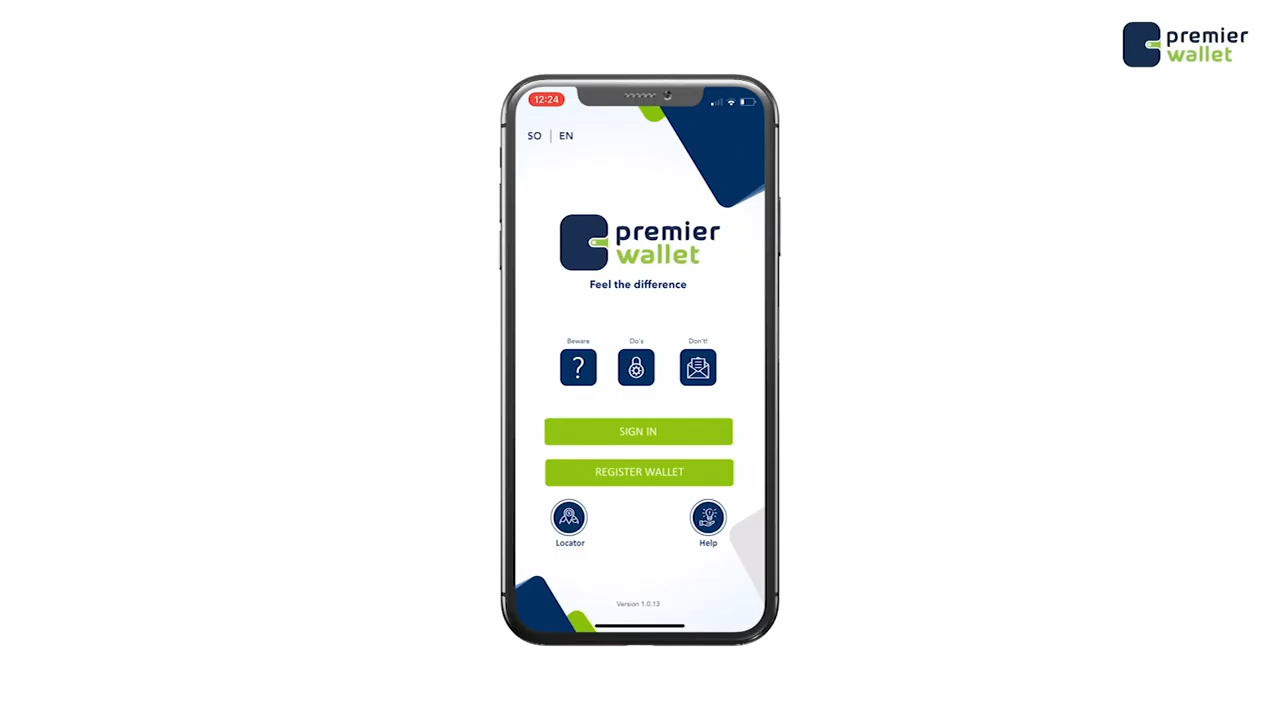 premier
wallet
12:24
SO | EN
premier
wallet
Feel the difference
Beware
Do's
Don't!
SIGN IN
REGISTER WALLET
Locator
Help
Version 1.0.13